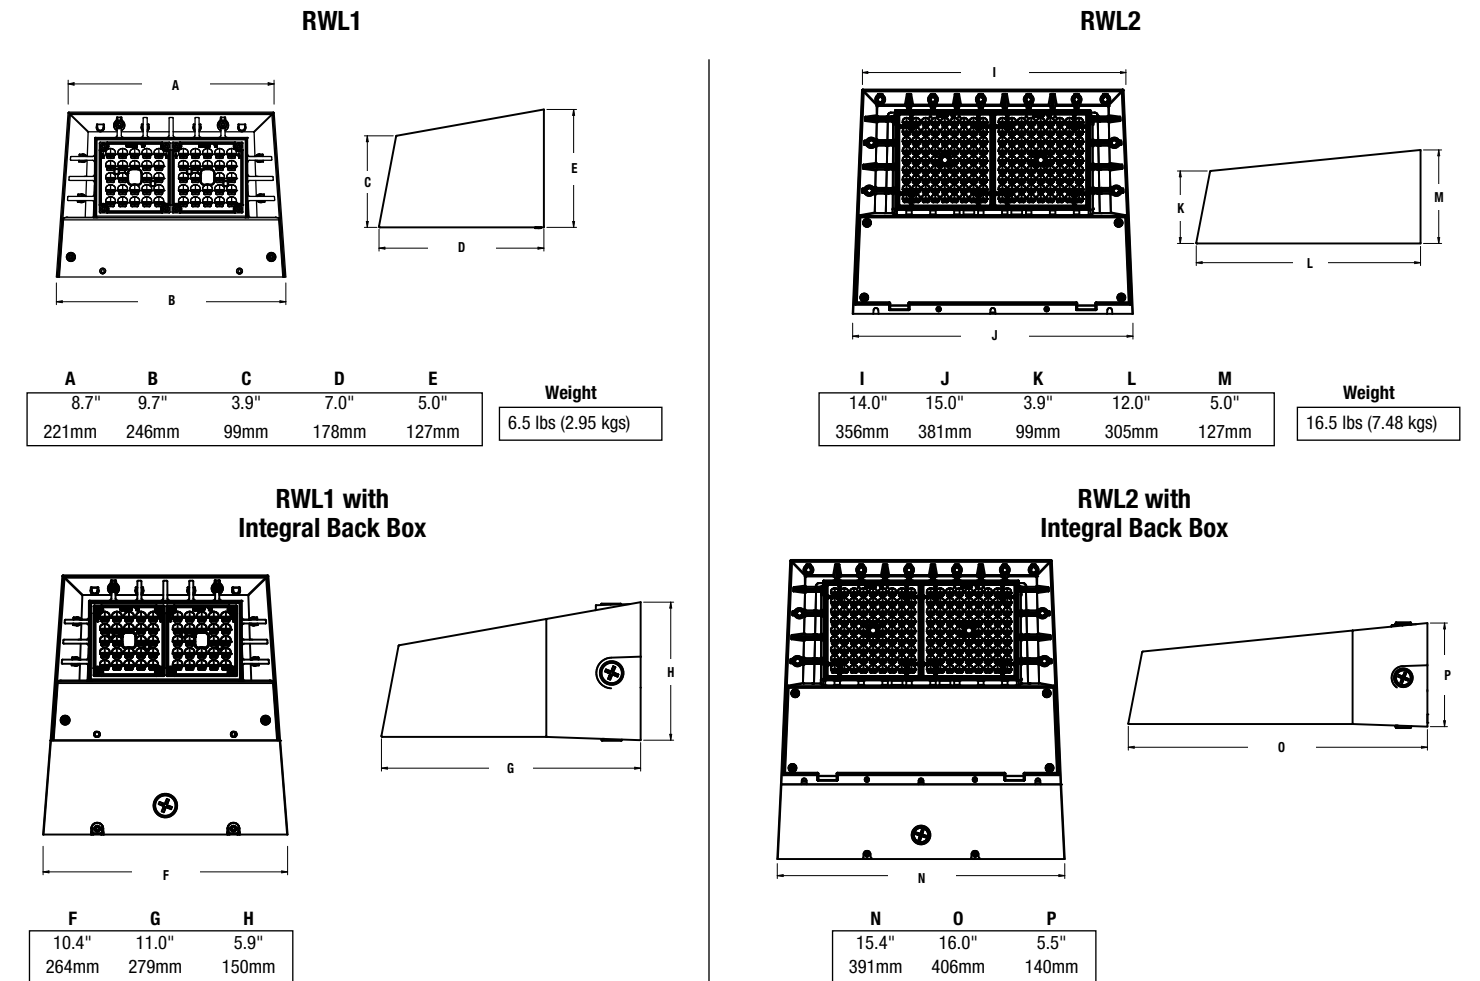 RWL1
A
C
E
D
B
A B C D E
8.7" 9.7" 3.9" 7.0" 5.0"
221mm 246mm 99mm 178mm 127mm
Weight
6.5 lbs (2.95 kgs)
RWL1 with
Integral Back Box
H
G
F
F G H
10.4" 11.0" 5.9"
264mm 279mm 150mm
RWL2
I
K
M
L
J
I J K L M
14.0" 15.0" 3.9" 12.0" 5.0"
356mm 381mm 99mm 305mm 127mm
Weight
16.5 lbs (7.48 kgs)
RWL2 with
Integral Back Box
P
O
N
N O P
15.4" 16.0" 5.5"
391mm 406mm 140mm